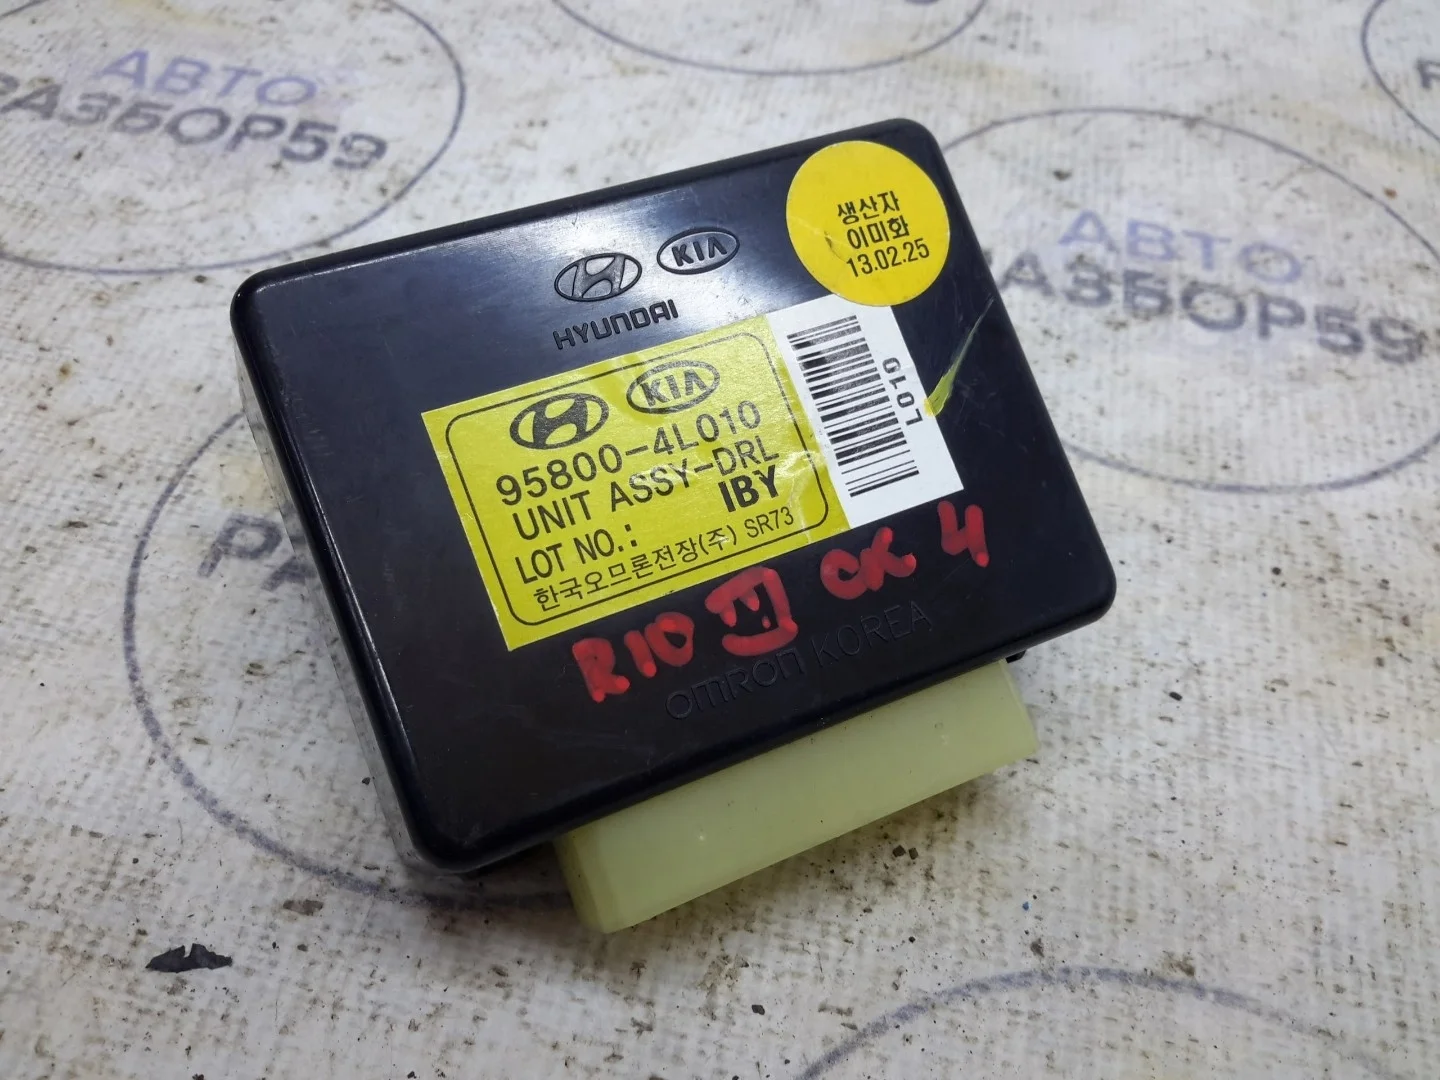 АВТО
РАЗБОР59
생산자
이미화
13.02.25
KIA
HYUNDAI
KIA
95800-4L010
UNIT ASSY-DRL
LOT NO.: IBY
한국오므론전장(주) SR73
L010
RIO III CK 4
OMRON KOREA
АВТО
РАЗБОР59